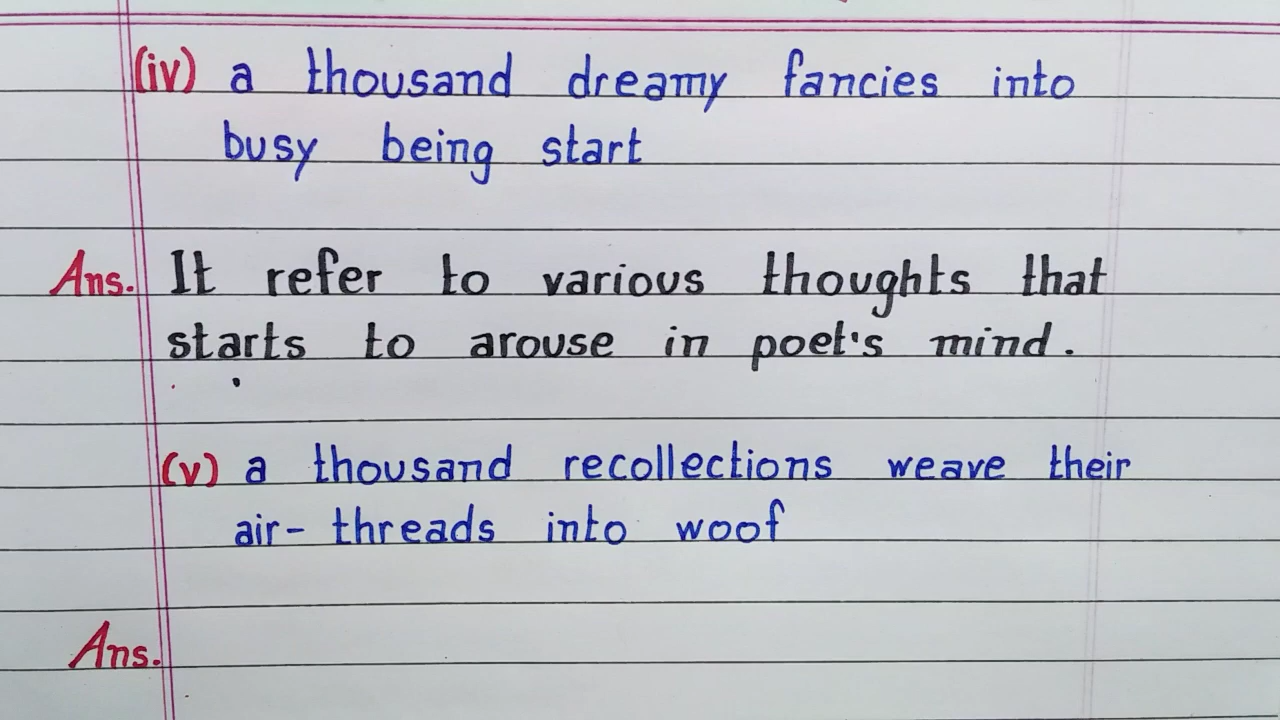 (iv) a thousand dreamy fancies into
busy being start
Ans. It refer to various thoughts that
starts to arouse in poet's mind.
(v) a thousand recollections weave their
air- threads into woof
Ans.